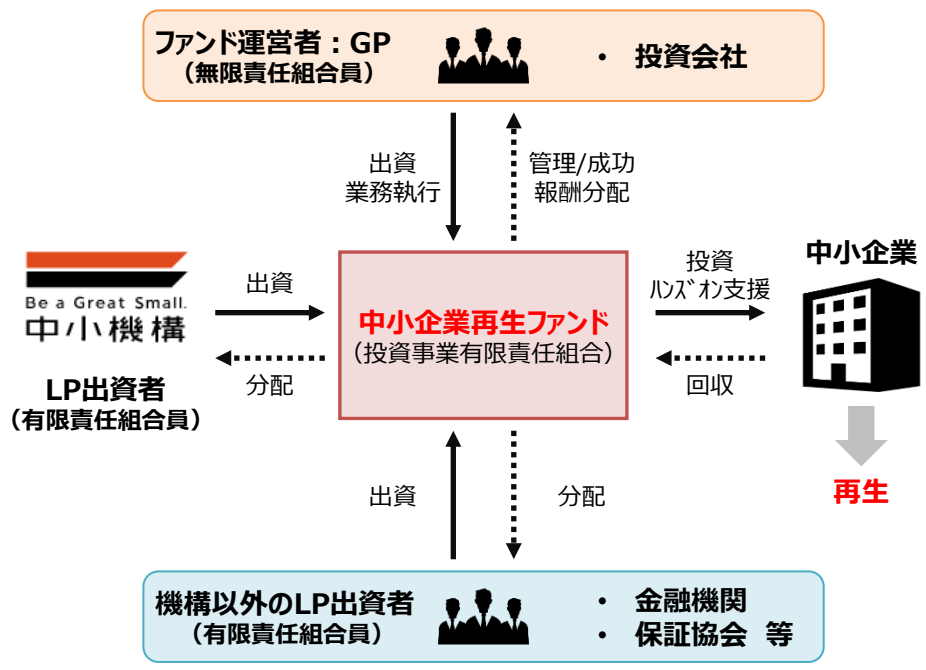 ファンド運営者：GP
（無限責任組合員）
・ 投資会社
出資
業務執行
管理/成功
報酬分配
Be a Great Small.
中小機構
LP出資者
（有限責任組合員）
出資
分配
中小企業再生ファンド
（投資事業有限責任組合）
投資
ﾊﾝｽﾞｵﾝ支援
回収
中小企業
再生
出資
分配
機構以外のLP出資者
（有限責任組合員）
・ 金融機関
・ 保証協会 等